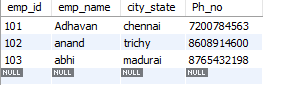 emp_id emp_name city_state Ph_no
101 Adhavan chennai 7200784563
102 anand trichy 8608914600
103 abhi madurai 8765432198
NULL NULL NULL NULL